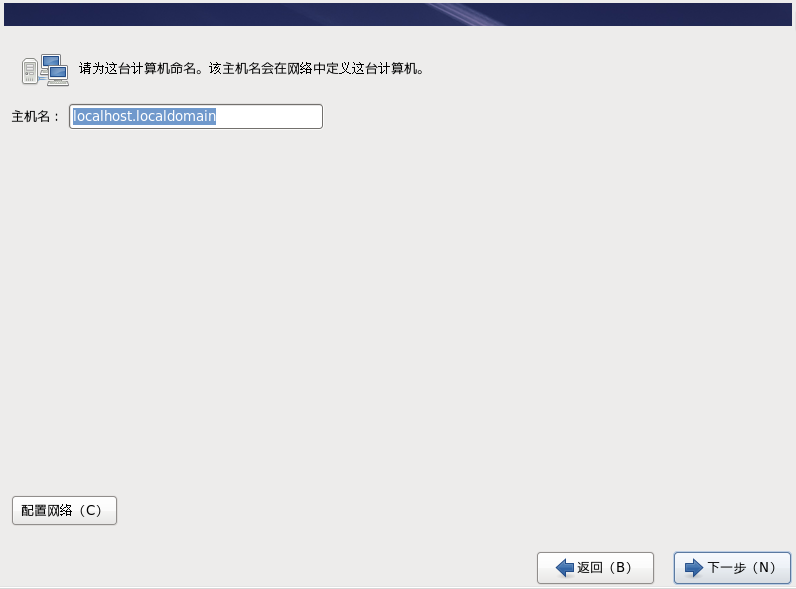 请为这台计算机命名。该主机名会在网络中定义这台计算机。
主机名： localhost.localdomain
配置网络（C）
返回（B） 下一步（N）